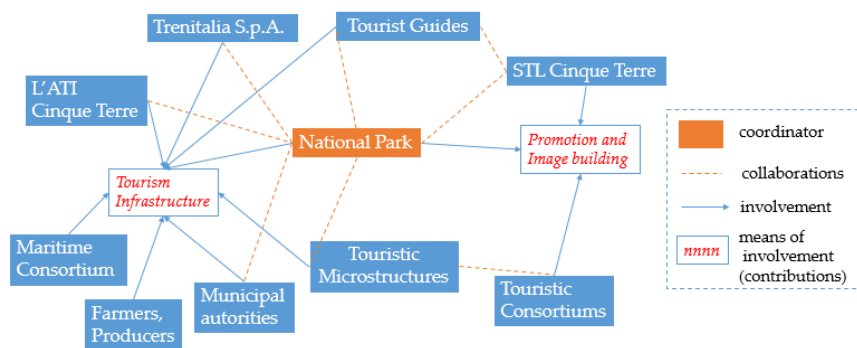 Trenitalia S.p.A.
Tourist Guides
STL Cinque Terre
L'ATI
Cinque Terre
National Park
Promotion and
Image building
Tourism
Infrastructure
Maritime
Consortium
Farmers,
Producers
Municipal
autorities
Touristic
Microstructures
Touristic
Consortiums
coordinator
collaborations
involvement
nnnn
means of
involvement
(contributions)